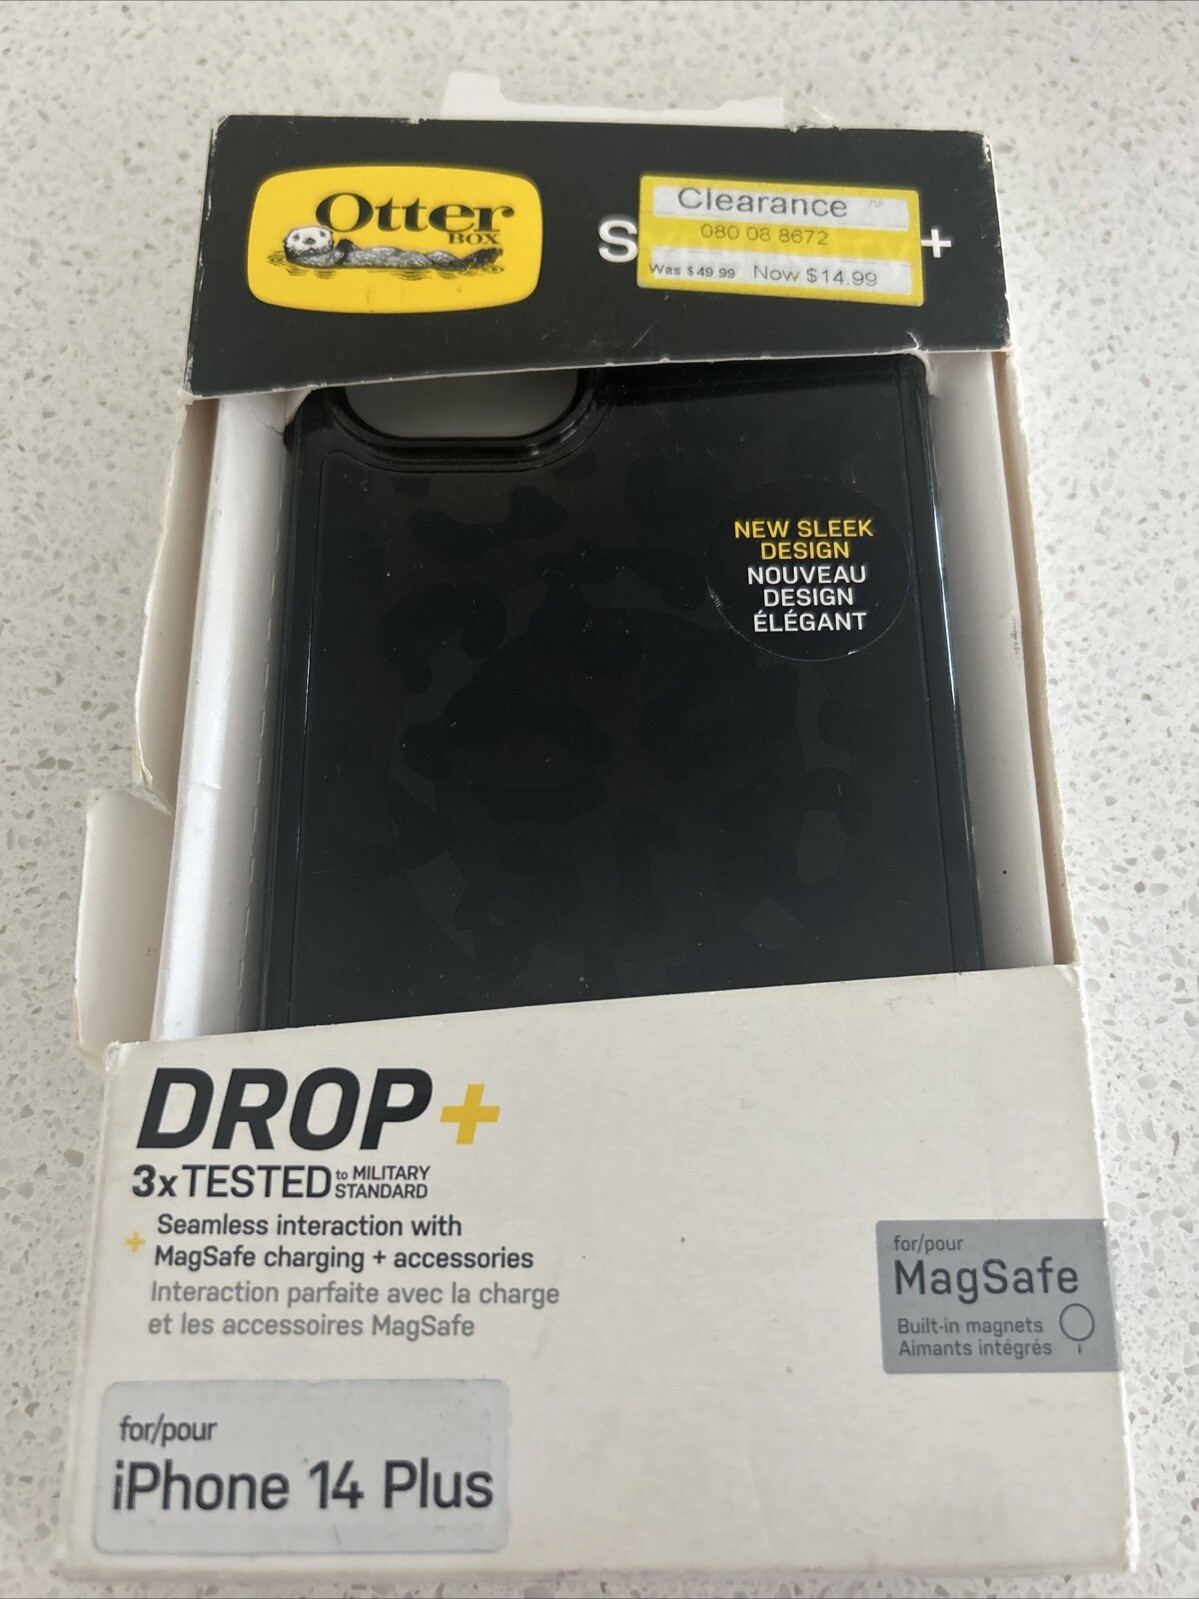 Otter
BOX
S
+
Clearance
080 08 8672
Was $49.99 Now $14.99
NEW SLEEK
DESIGN
NOUVEAU
DESIGN
ÉLÉGANT
DROP+
3xTESTED to MILITARY
STANDARD
+ Seamless interaction with
MagSafe charging + accessories
Interaction parfaite avec la charge
et les accessoires MagSafe
for/pour
MagSafe
Built-in magnets
Aimants intégrés
for/pour
iPhone 14 Plus